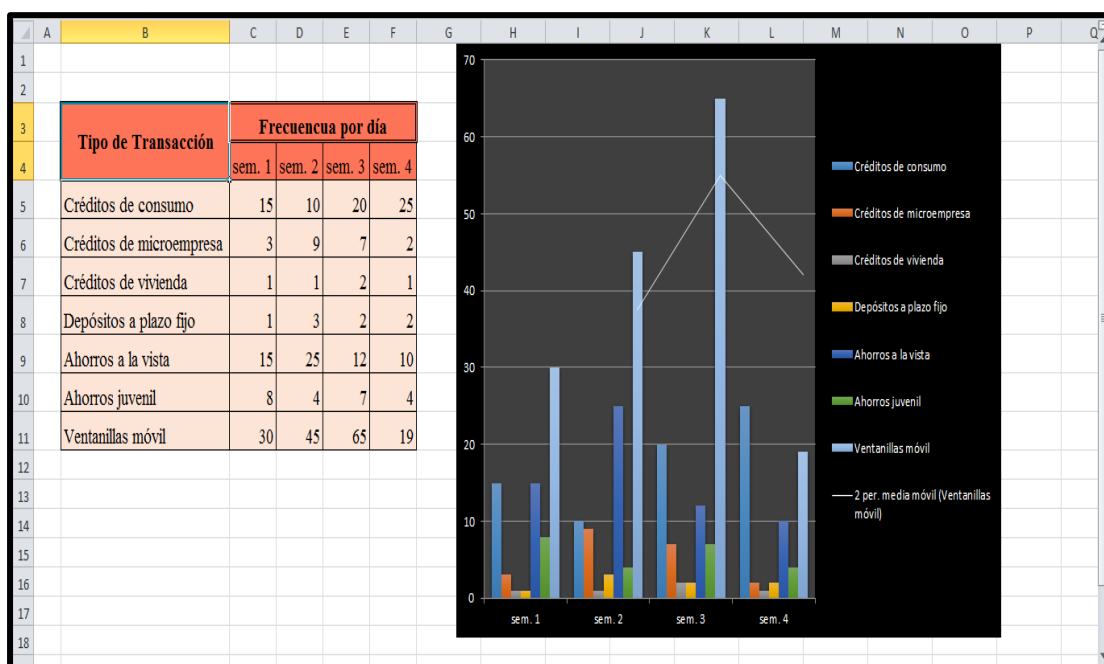 A B C D E F G H I J K L M N O P Q
1
2
3
4
5
6
7
8
9
10
11
12
13
14
15
16
17
18
Tipo de Transacción Frecuencua por día
sem. 1 sem. 2 sem. 3 sem. 4
Créditos de consumo 15 10 20 25
Créditos de microempresa 3 9 7 2
Créditos de vivienda 1 1 2 1
Depósitos a plazo fijo 1 3 2 2
Ahorros a la vista 15 25 12 10
Ahorros juvenil 8 4 7 4
Ventanillas móvil 30 45 65 19
70
60
50
40
30
20
10
0
sem. 1 sem. 2 sem. 3 sem. 4
Créditos de consumo
Créditos de microempresa
Créditos de vivienda
Depósitos a plazo fijo
Ahorros a la vista
Ahorros juvenil
Ventanillas móvil
2 per. media móvil (Ventanillas
móvil)